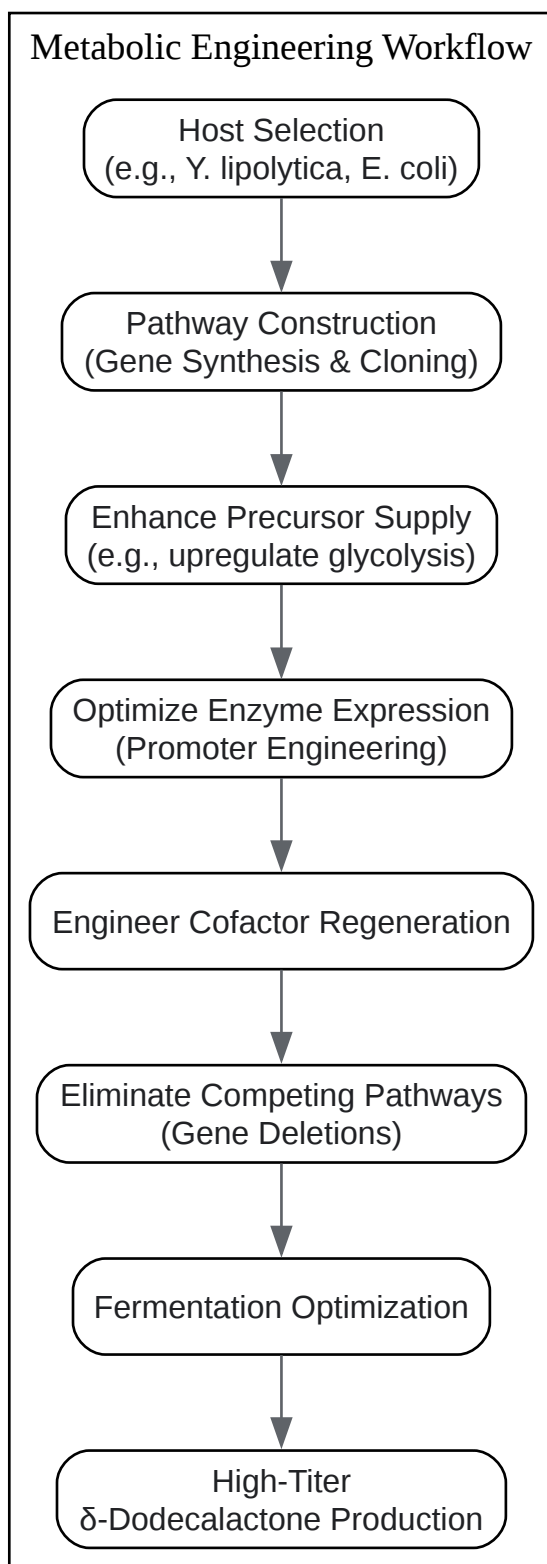 Metabolic Engineering Workflow
Host Selection
(e.g., Y. lipolytica, E. coli)
Pathway Construction
(Gene Synthesis & Cloning)
Enhance Precursor Supply
(e.g., upregulate glycolysis)
Optimize Enzyme Expression
(Promoter Engineering)
Engineer Cofactor Regeneration
Eliminate Competing Pathways
(Gene Deletions)
Fermentation Optimization
High-Titer
δ-Dodecalactone Production